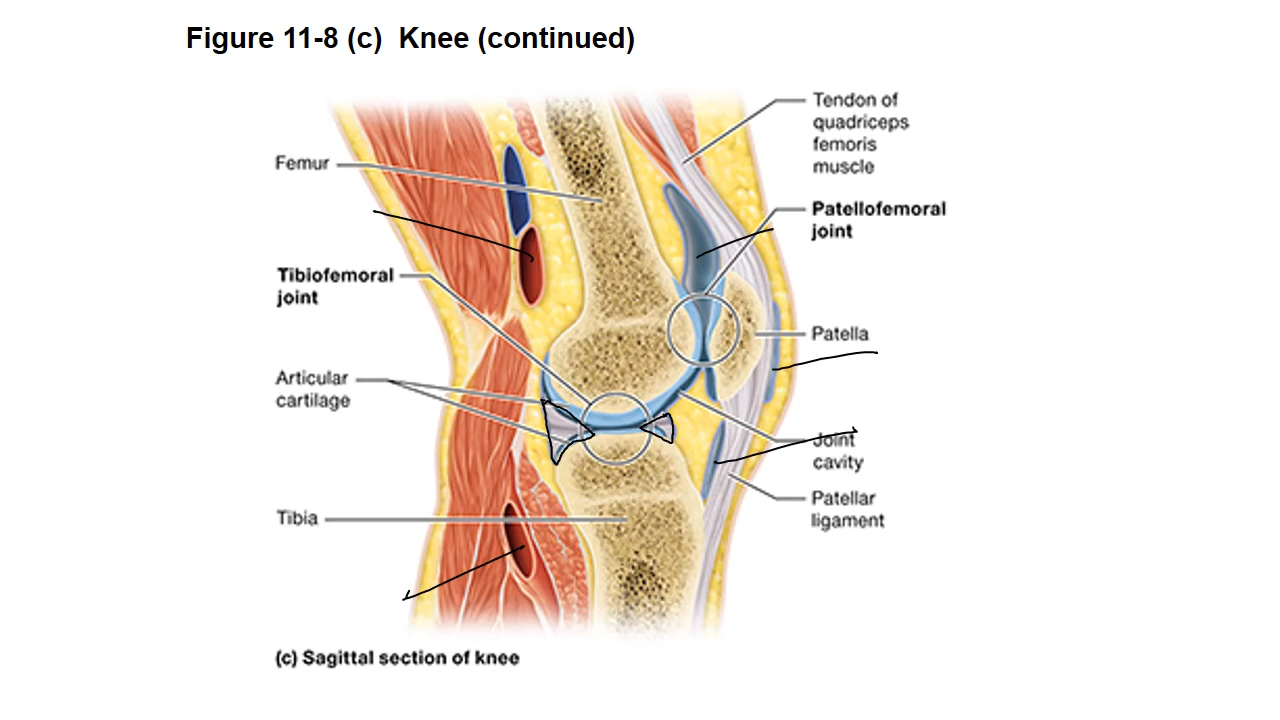 Figure 11-8 (c)  Knee (continued)
Tendon of
quadriceps
femoris
muscle
Femur
Patellofemoral
joint
Tibiofemoral
joint
Patella
Articular
cartilage
Joint
cavity
Patellar
ligament
Tibia
(c) Sagittal section of knee